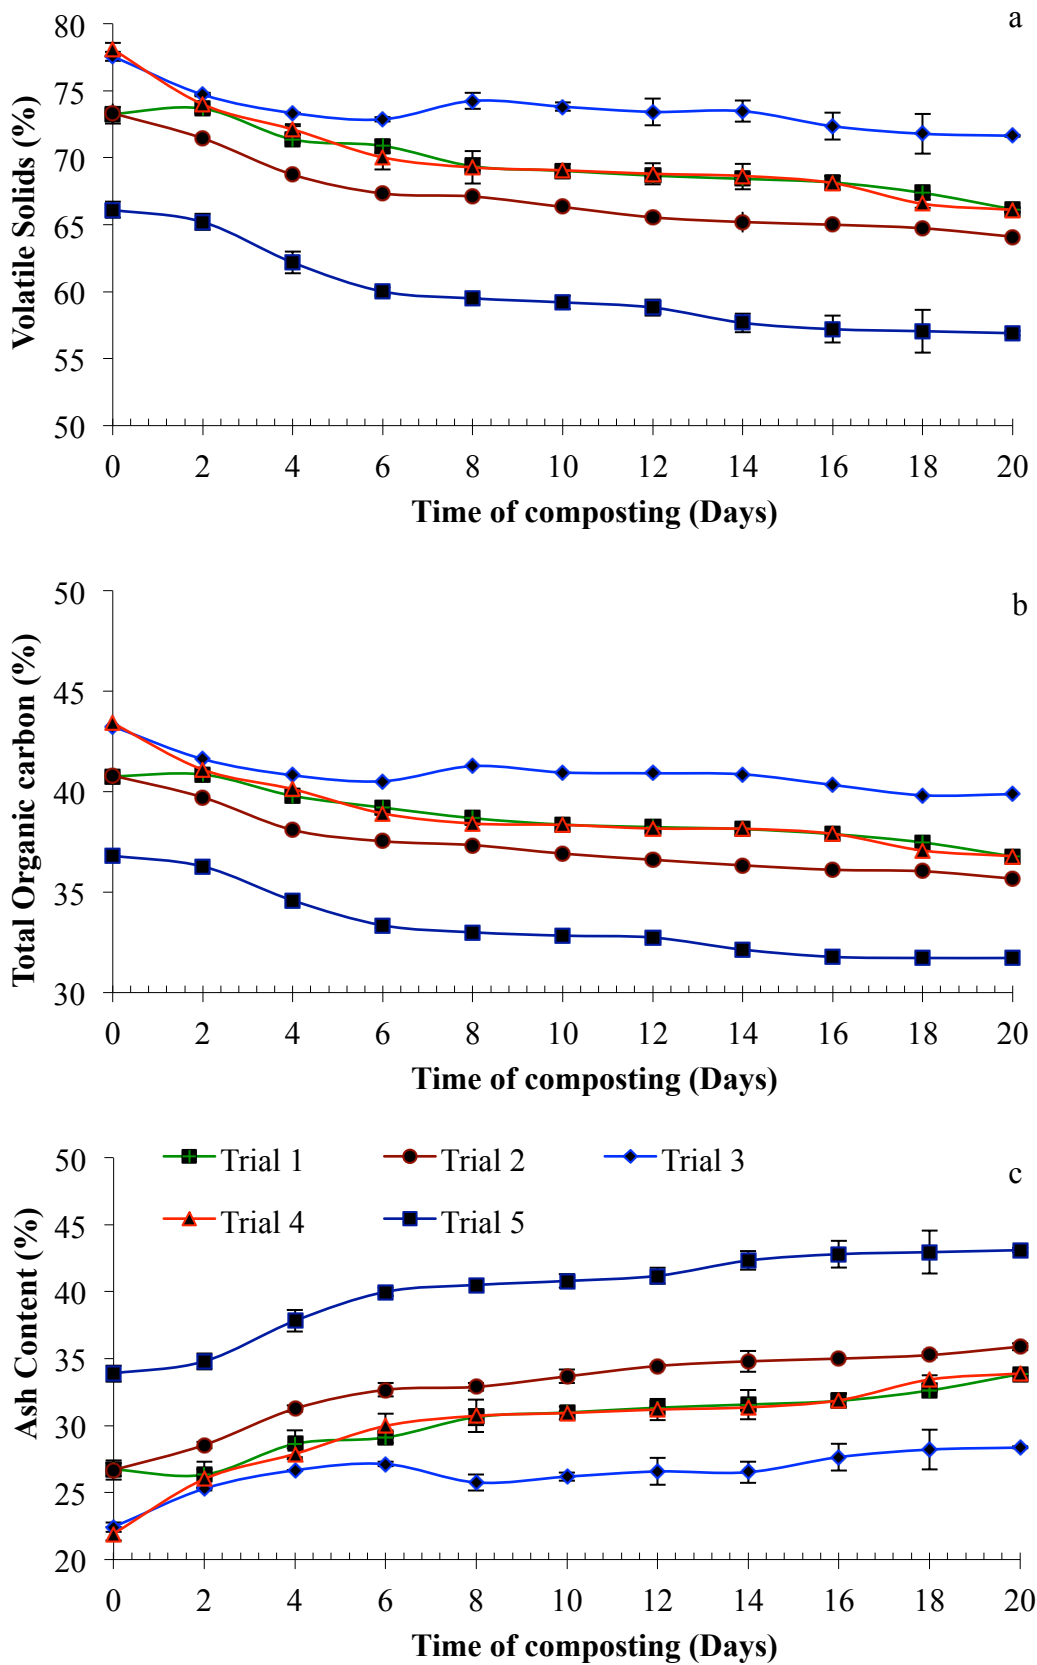 a
80
75
70
65
60
55
50
Volatile Solids (%)
0 2 4 6 8 10 12 14 16 18 20
Time of composting (Days)
b
50
45
40
35
30
Total Organic carbon (%)
0 2 4 6 8 10 12 14 16 18 20
Time of composting (Days)
c
Trial 1 Trial 2 Trial 3
Trial 4 Trial 5
50
45
40
35
30
25
20
Ash Content (%)
0 2 4 6 8 10 12 14 16 18 20
Time of composting (Days)